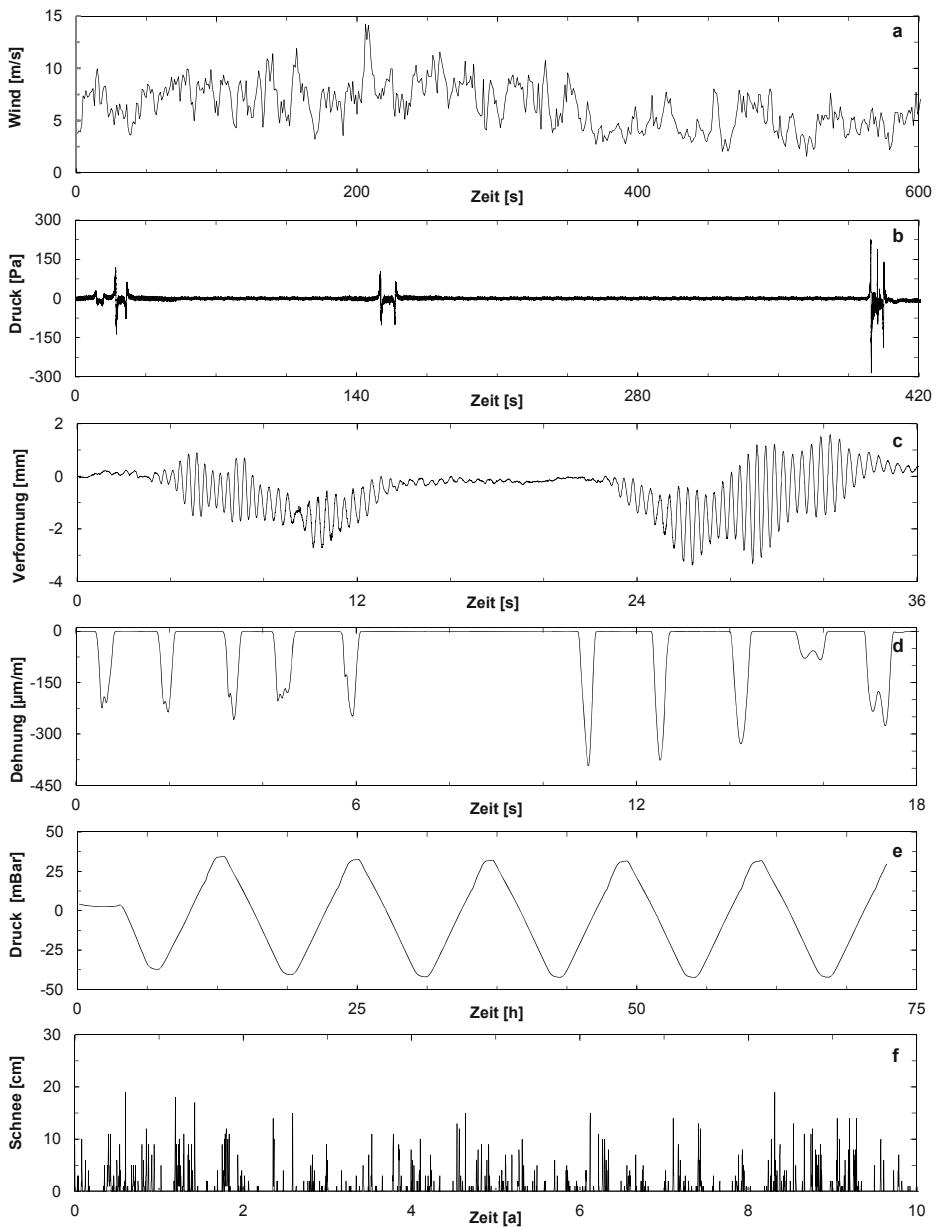 15
a
10
5
0
Wind [m/s]
0
200
400
600
Zeit [s]
300
b
150
0
-150
-300
Druck [Pa]
0
140
280
420
Zeit [s]
2
c
0
-2
-4
Verformung [mm]
0
12
24
36
Zeit [s]
0
d
-150
-300
-450
Dehnung [µm/m]
0
6
12
18
Zeit [s]
50
e
25
0
-25
-50
Druck [mBar]
0
25
50
75
Zeit [h]
30
f
20
10
0
Schnee [cm]
0
2
4
6
8
10
Zeit [a]